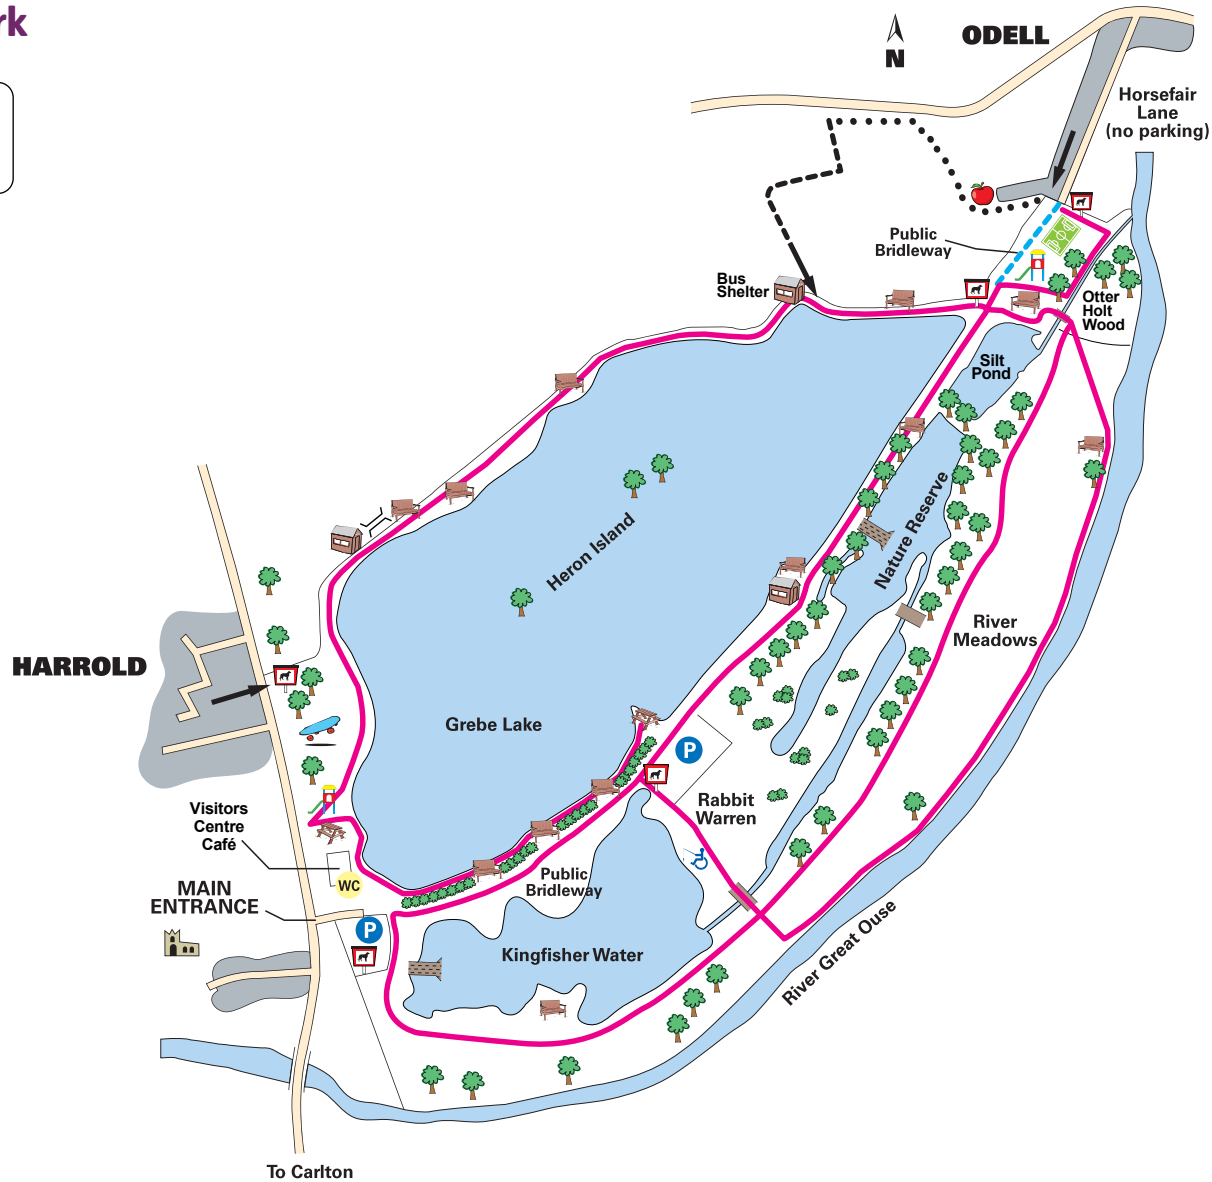 rk
N
ODELL
Horsefair
Lane
(no parking)
Public
Bridleway
Bus
Shelter
Otter
Holt
Wood
Silt
Pond
Nature Reserve
Heron Island
River
Meadows
HARROLD
Grebe Lake
P
Rabbit
Warren
Visitors
Centre
Café
WC
Public
Bridleway
MAIN
ENTRANCE
P
Kingfisher Water
River Great Ouse
To Carlton